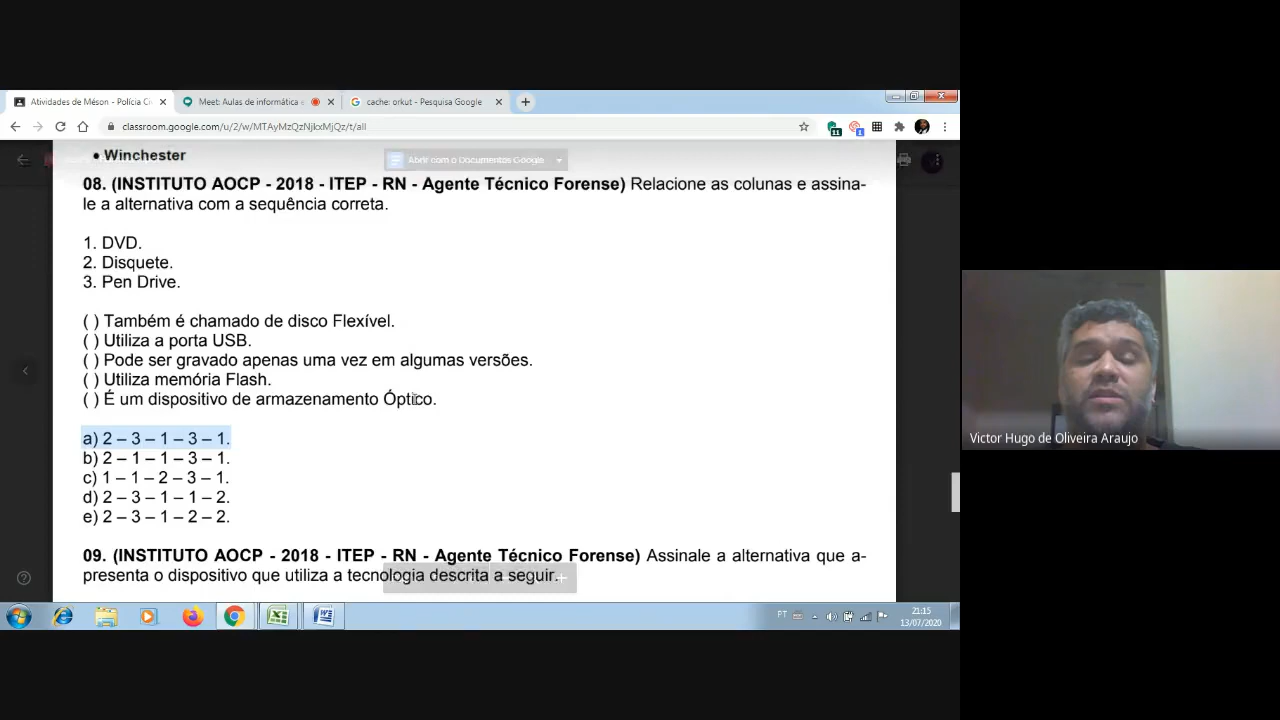 Atividades de Méson - Polícia Ci
Meet: Aulas de informática e
cache: orkut - Pesquisa Google
classroom.google.com/u/2/w/MTAyMzQzNjkxMjQz/t/all
11
1
• Winchester
Abrir com o Documentos Google
08. (INSTITUTO AOCP - 2018 - ITEP - RN - Agente Técnico Forense) Relacione as colunas e assina-
le a alternativa com a sequência correta.
1. DVD.
2. Disquete.
3. Pen Drive.
( ) Também é chamado de disco Flexível.
( ) Utiliza a porta USB.
( ) Pode ser gravado apenas uma vez em algumas versões.
( ) Utiliza memória Flash.
( ) É um dispositivo de armazenamento Óptico.
a) 2 – 3 – 1 – 3 – 1.
b) 2 – 1 – 1 – 3 – 1.
c) 1 – 1 – 2 – 3 – 1.
d) 2 – 3 – 1 – 1 – 2.
e) 2 – 3 – 1 – 2 – 2.
09. (INSTITUTO AOCP - 2018 - ITEP - RN - Agente Técnico Forense) Assinale a alternativa que a-
presenta o dispositivo que utiliza a tecnologia descrita a seguir.
Victor Hugo de Oliveira Araujo
PT
21:15
13/07/2020